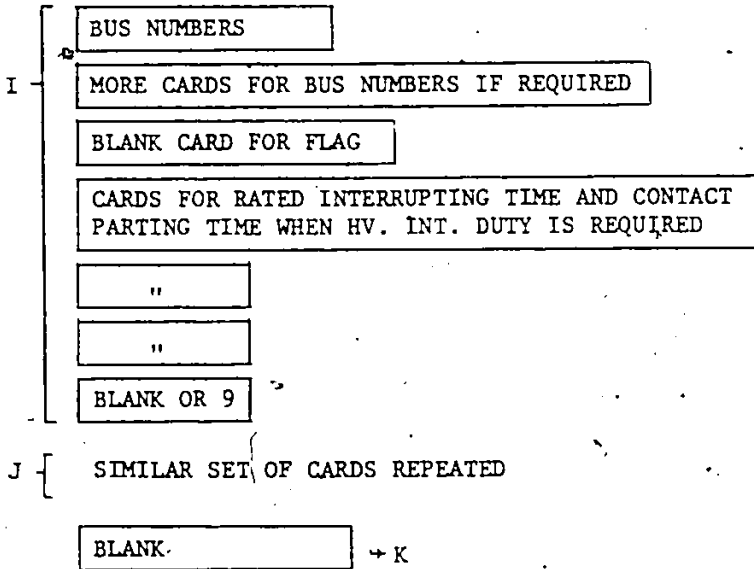 BUS NUMBERS
I
MORE CARDS FOR BUS NUMBERS IF REQUIRED
BLANK CARD FOR FLAG
CARDS FOR RATED INTERRUPTING TIME AND CONTACT
PARTING TIME WHEN HV. INT. DUTY IS REQUIRED
"
"
BLANK OR 9
J SIMILAR SET OF CARDS REPEATED
BLANK → K